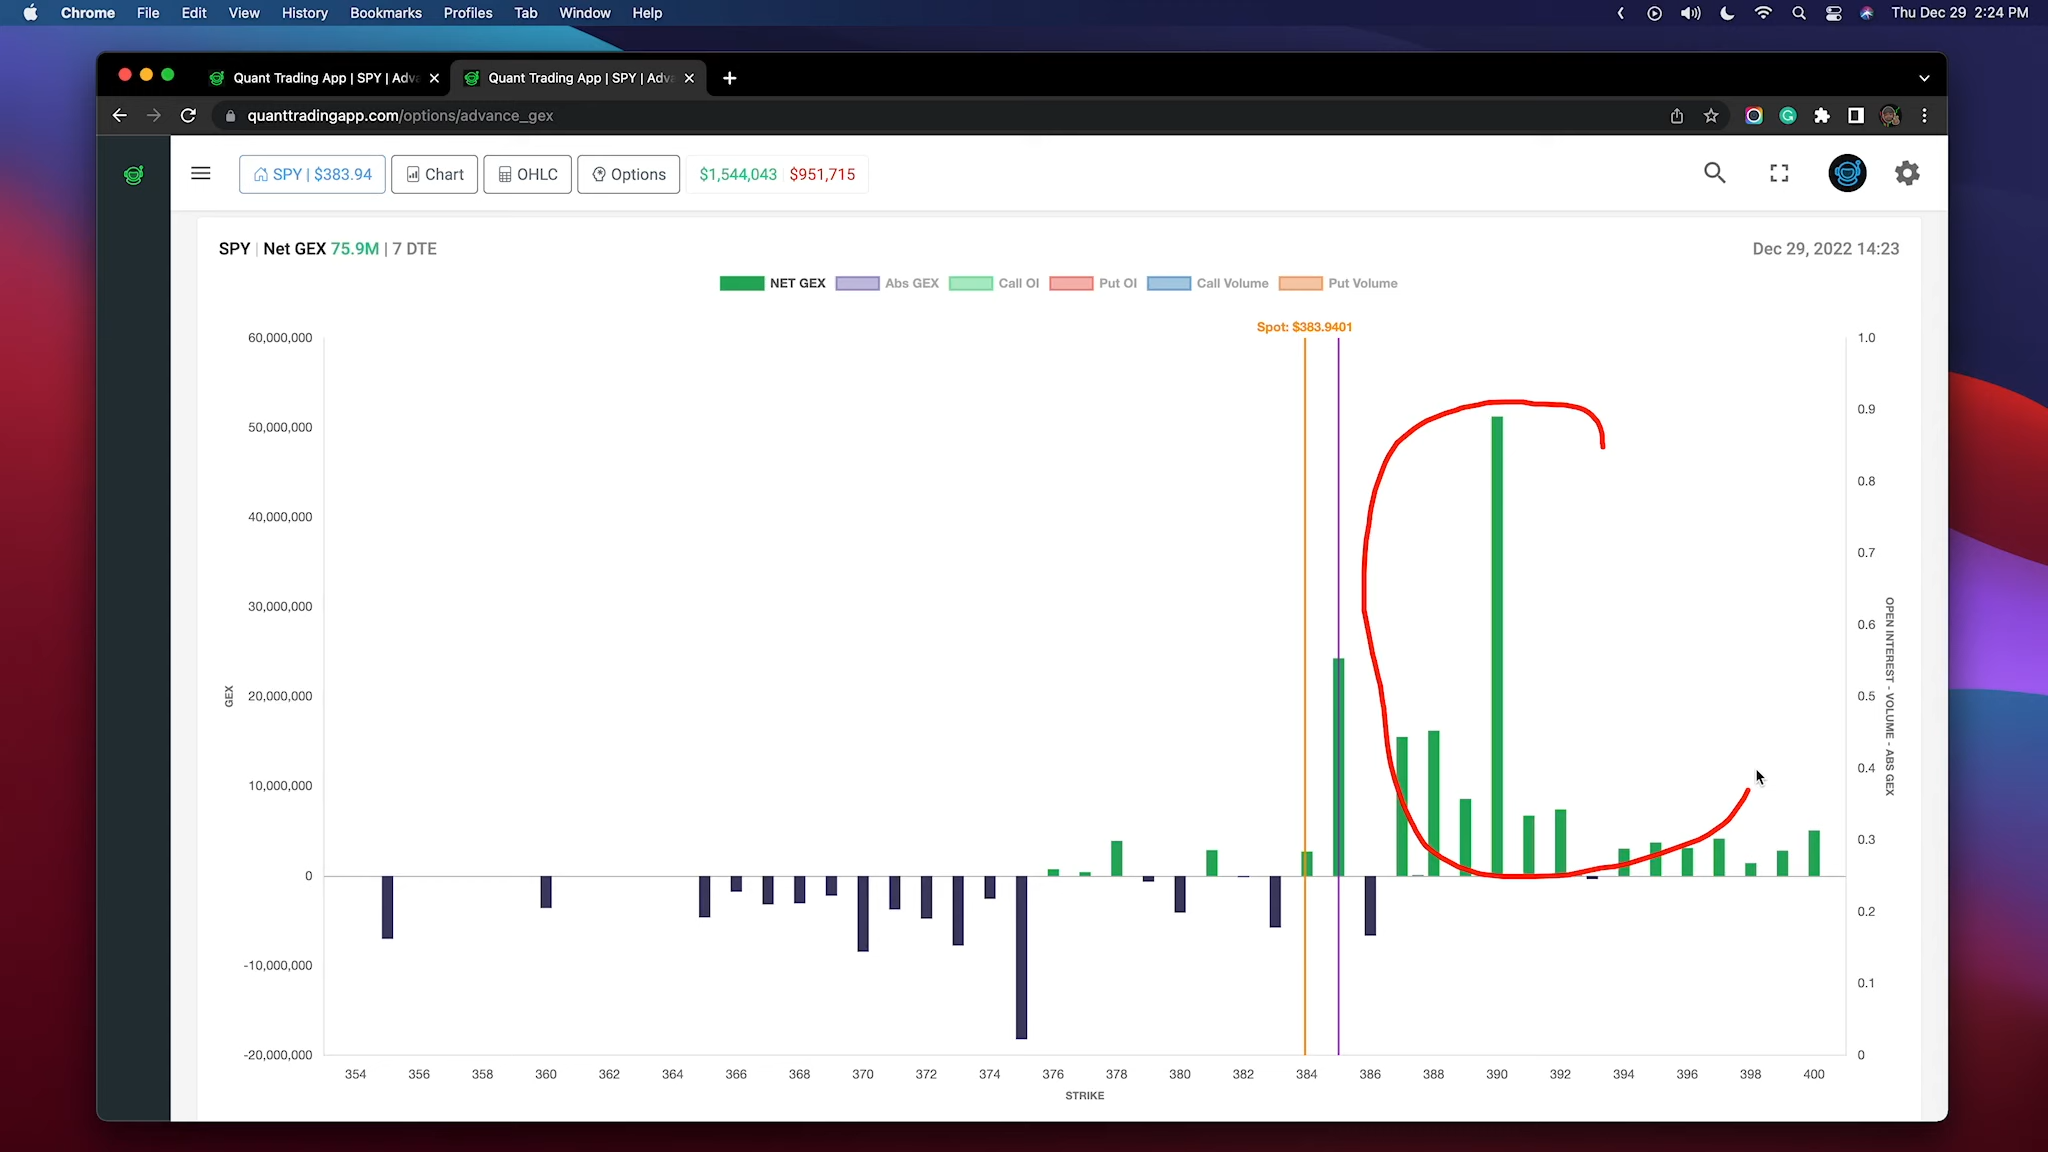 Chrome File Edit View History Bookmarks Profiles Tab Window Help Thu Dec 29 2:24 PM
Quant Trading App | SPY | Adva Quant Trading App | SPY | Adva
quanttradingapp.com/options/advance_gex
SPY | $383.94 Chart OHLC Options $1,544,043 $951,715
SPY | Net GEX 75.9M | 7 DTE Dec 29, 2022 14:23
NET GEX Abs GEX Call OI Put OI Call Volume Put Volume
Spot: $383.9401
60,000,000
50,000,000
40,000,000
30,000,000
20,000,000
10,000,000
0
-10,000,000
-20,000,000
GEX
1.0
0.9
0.8
0.7
0.6
0.5
0.4
0.3
0.2
0.1
0
OPEN INTEREST - VOLUME - ABS GEX
354 356 358 360 362 364 366 368 370 372 374 376 378 380 382 384 386 388 390 392 394 396 398 400
STRIKE